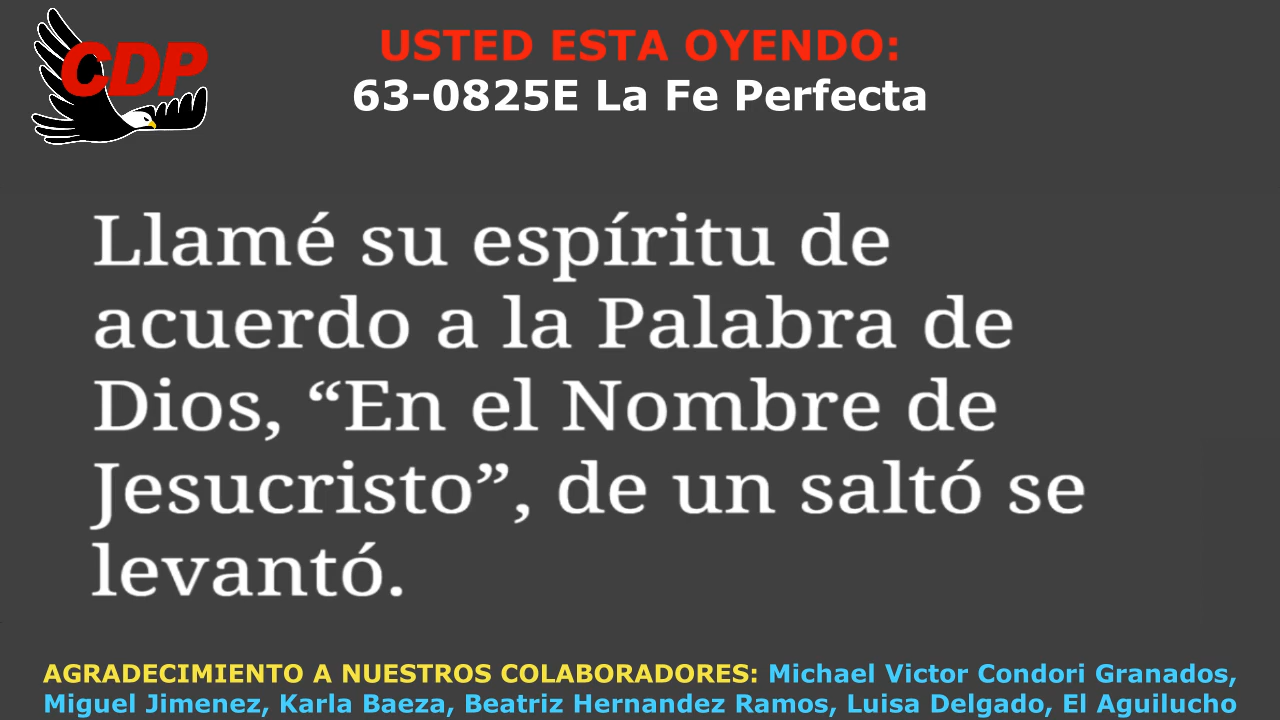 CDP
USTED ESTA OYENDO:
63-0825E La Fe Perfecta
Llamé su espíritu de
acuerdo a la Palabra de
Dios, “En el Nombre de
Jesucristo”, de un saltó se
levantó.
AGRADECIMIENTO A NUESTROS COLABORADORES: Michael Victor Condori Granados,
Miguel Jimenez, Karla Baeza, Beatriz Hernandez Ramos, Luisa Delgado, El Aguilucho